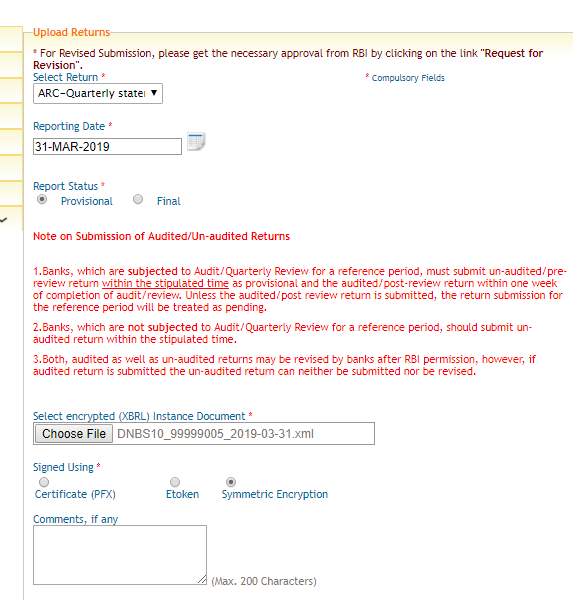 Upload Returns
* For Revised Submission, please get the necessary approval from RBI by clicking on the link "Request for
Revision".
Select Return *
* Compulsory Fields
ARC-Quarterly state
Reporting Date *
31-MAR-2019
Report Status *
Provisional Final
Note on Submission of Audited/Un-audited Returns
1.Banks, which are subjected to Audit/Quarterly Review for a reference period, must submit un-audited/pre-
review return within the stipulated time as provisional and the audited/post-review return within one week
of completion of audit/review. Unless the audited/post review return is submitted, the return submission for
the reference period will be treated as pending.
2.Banks, which are not subjected to Audit/Quarterly Review for a reference period, should submit un-
audited return within the stipulated time.
3.Both, audited as well as un-audited returns may be revised by banks after RBI permission, however, if
audited return is submitted the un-audited return can neither be submitted nor be revised.
Select encrypted (XBRL) Instance Document *
Choose File DNBS10_99999005_2019-03-31.xml
Signed Using *
Certificate (PFX) Etoken Symmetric Encryption
Comments, if any
(Max. 200 Characters)